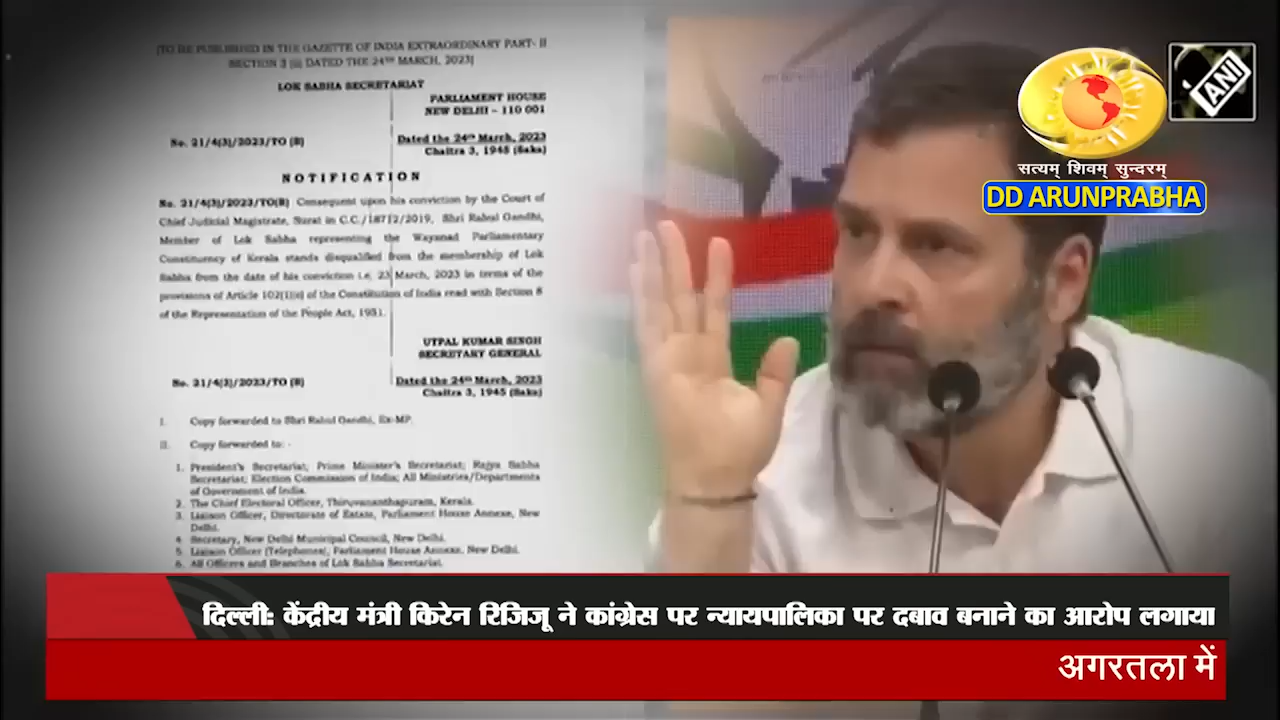 [TO BE PUBLISHED IN THE GAZETTE OF INDIA EXTRAORDINARY PART- II
SECTION 3 (ii) DATED THE 24TH MARCH, 2023]
LOK SABHA SECRETARIAT
PARLIAMENT HOUSE
NEW DELHI – 110 001
No. 21/4(3)/2023/TO (B)
Dated the 24th March, 2023
Chaitra 3, 1945 (Saka)
NOTIFICATION
No. 21/4(3)/2023/TO(B) Consequent upon his conviction by the Court of
Chief Judicial Magistrate, Surat in C.C./18712/2019, Shri Rahul Gandhi,
Member of Lok Sabha representing the Wayanad Parliamentary
Constituency of Kerala stands disqualified from the membership of Lok
Sabha from the date of his conviction i.e. 23 March, 2023 in terms of the
provisions of Article 102(1)(e) of the Constitution of India read with Section 8
of the Representation of the People Act, 1951.
UTPAL KUMAR SINGH
SECRETARY GENERAL
No. 21/4(3)/2023/TO (B)
Dated the 24th March, 2023
Chaitra 3, 1945 (Saka)
I. Copy forwarded to Shri Rahul Gandhi, Ex-MP.
II. Copy forwarded to: -
1. President's Secretariat; Prime Minister's Secretariat; Rajya Sabha
Secretariat; Election Commission of India; All Ministries/Departments
of Government of India.
2. The Chief Electoral Officer, Thiruvananthapuram, Kerala.
3. Liaison Officer, Directorate of Estate, Parliament House Annexe, New
Delhi.
4. Secretary, New Delhi Municipal Council, New Delhi.
5. Liaison Officer (Telephones), Parliament House Annexe, New Delhi.
6. All Officers and Branches of Lok Sabha Secretariat.
ANI
सत्यम् शिवम् सुन्दरम्
DD ARUNPRABHA
दिल्ली: केंद्रीय मंत्री किरेन रिजिजू ने कांग्रेस पर न्यायपालिका पर दबाव बनाने का आरोप लगाया
अगरतला में